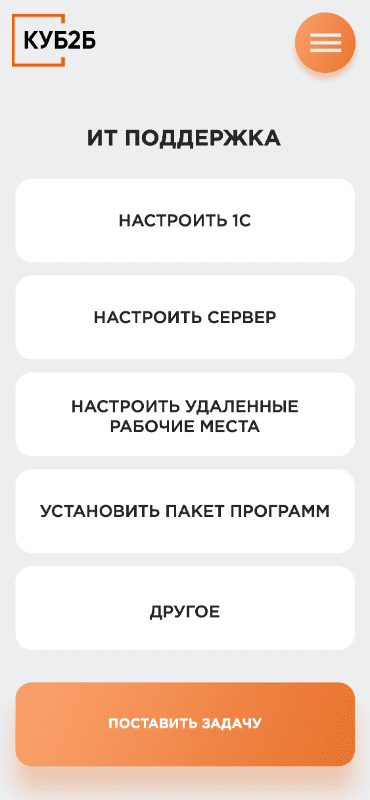 КУБ2Б
ИТ ПОДДЕРЖКА
НАСТРОИТЬ 1С
НАСТРОИТЬ СЕРВЕР
НАСТРОИТЬ УДАЛЕННЫЕ
РАБОЧИЕ МЕСТА
УСТАНОВИТЬ ПАКЕТ ПРОГРАММ
ДРУГОЕ
ПОСТАВИТЬ ЗАДАЧУ